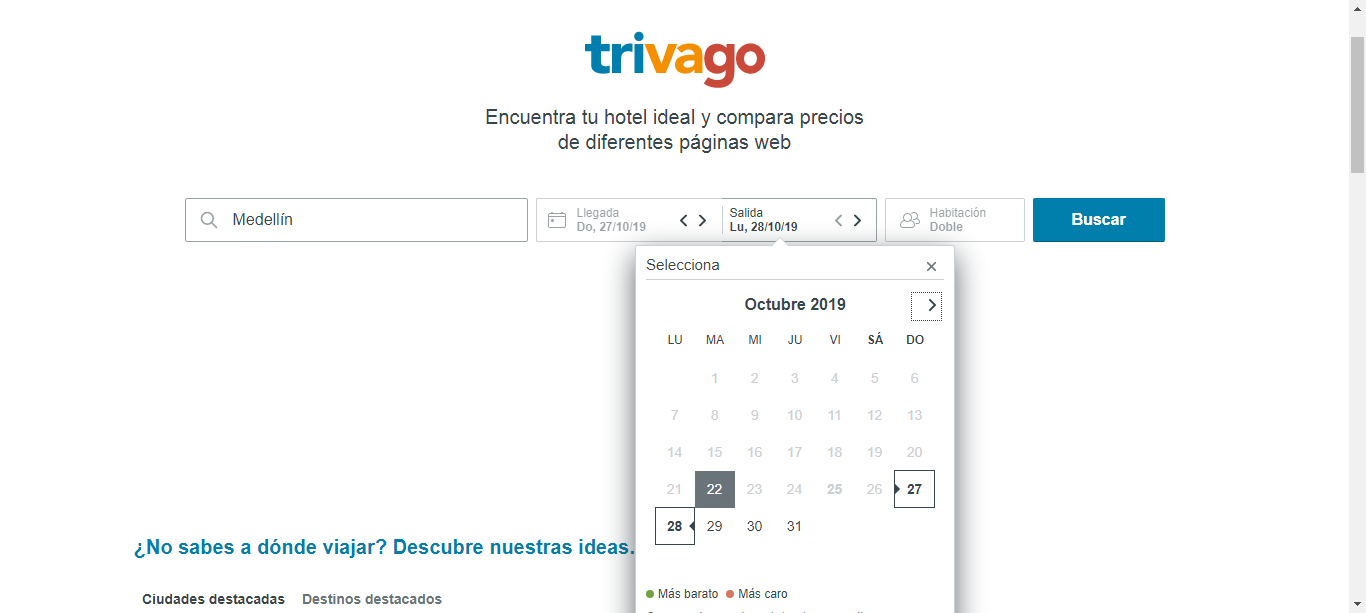 trivago
Encuentra tu hotel ideal y compara precios
de diferentes páginas web
Medellín
Llegada
Do, 27/10/19
Salida
Lu, 28/10/19
Habitación
Doble
Buscar
Selecciona
Octubre 2019
LU MA MI JU VI SÁ DO
1 2 3 4 5 6
7 8 9 10 11 12 13
14 15 16 17 18 19 20
21 22 23 24 25 26 27
28 29 30 31
¿No sabes a dónde viajar? Descubre nuestras ideas.
Más barato Más caro
Ciudades destacadas Destinos destacados